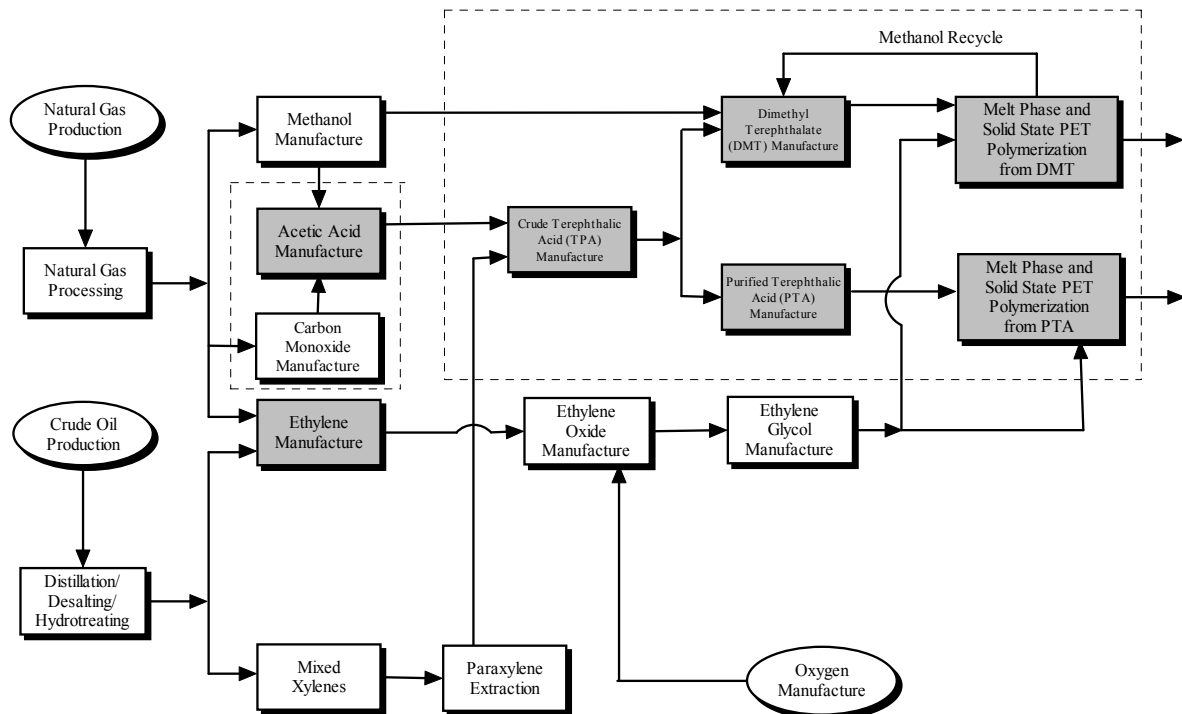 Methanol Recycle
Natural Gas
Production
Methanol
Manufacture
Dimethyl
Terephthalate
(DMT) Manufacture
Melt Phase and
Solid State PET
Polymerization
from DMT
Acetic Acid
Manufacture
Crude Terephthalic
Acid (TPA)
Manufacture
Natural Gas
Processing
Purified Terephthalic
Acid (PTA)
Manufacture
Melt Phase and
Solid State PET
Polymerization
from PTA
Carbon
Monoxide
Manufacture
Crude Oil
Production
Ethylene
Manufacture
Ethylene
Oxide
Manufacture
Ethylene
Glycol
Manufacture
Distillation/
Desalting/
Hydrotreating
Mixed
Xylenes
Paraxylene
Extraction
Oxygen
Manufacture